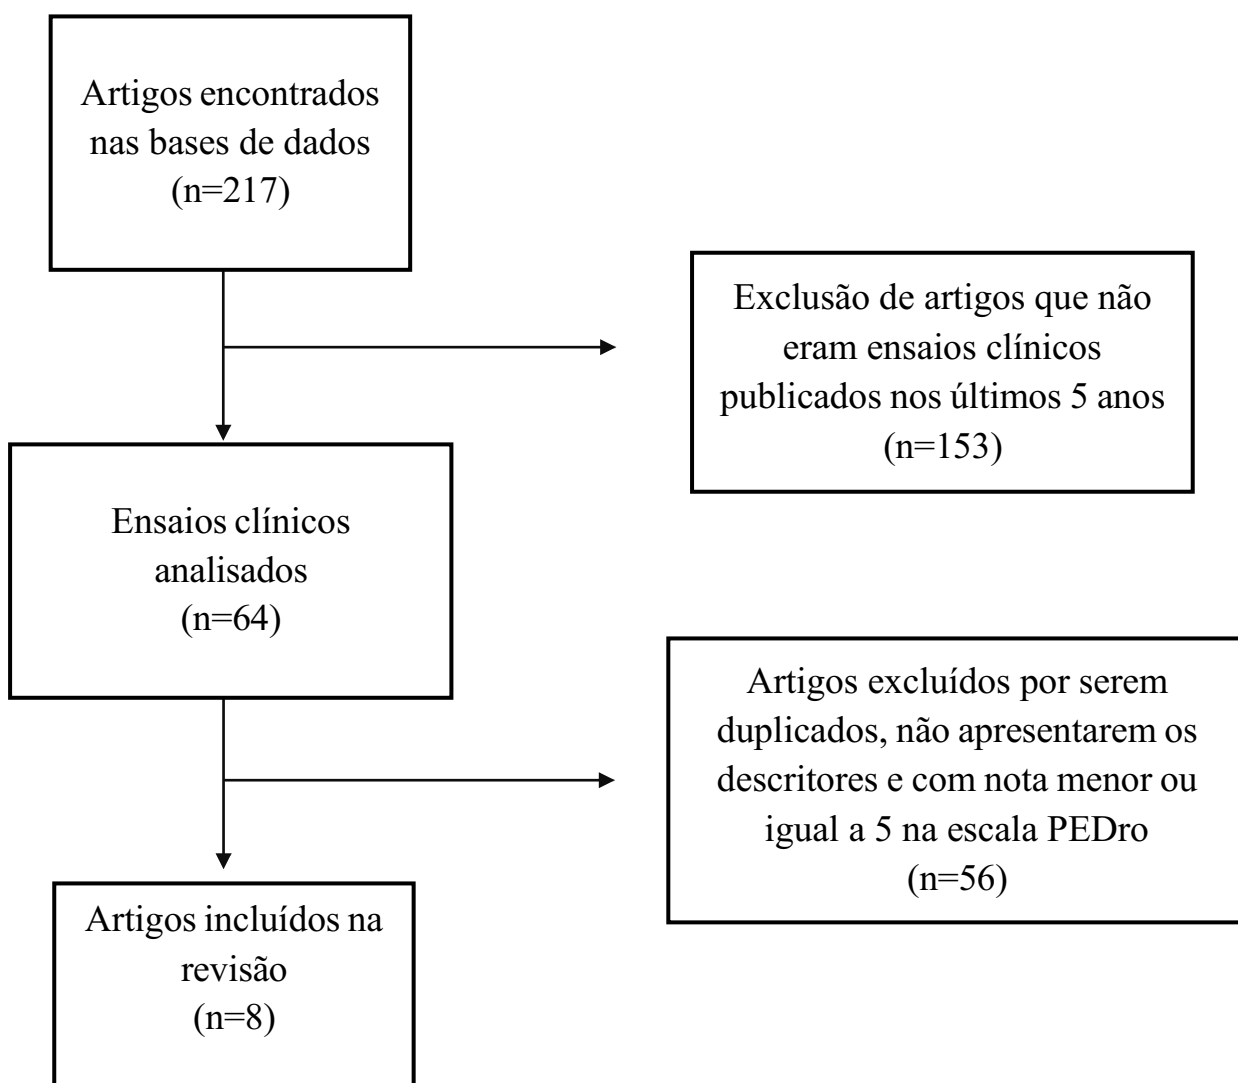 Artigos encontrados
nas bases de dados
(n=217)
Exclusão de artigos que não
eram ensaios clínicos
publicados nos últimos 5 anos
(n=153)
Ensaios clínicos
analisados
(n=64)
Artigos excluídos por serem
duplicados, não apresentarem os
descritores e com nota menor ou
igual a 5 na escala PEDro
(n=56)
Artigos incluídos na
revisão
(n=8)